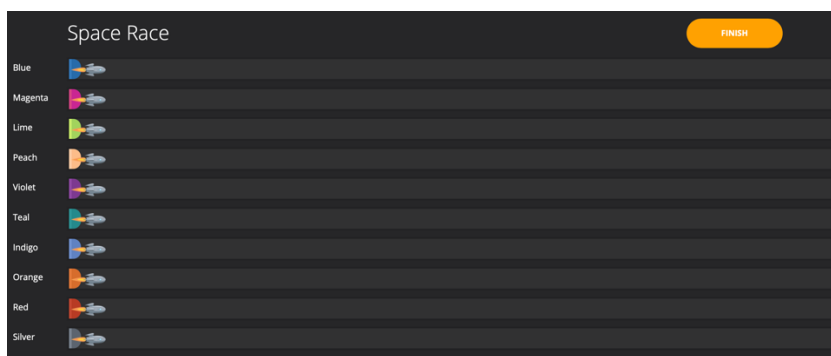 Space Race
FINISH
Blue
Magenta
Lime
Peach
Violet
Teal
Indigo
Orange
Red
Silver